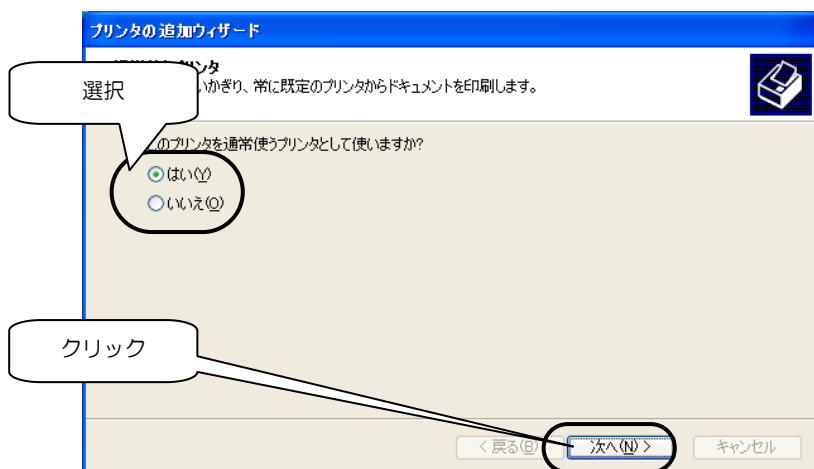 プリンタの追加ウィザード
プリンタ
いかぎり、常に既定のプリンタからドキュメントを印刷します。
選択
のプリンタを通常使うプリンタとして使いますか?
はい(Y)
いいえ(O)
クリック
< 戻る(B)
次へ(N) >
キャンセル